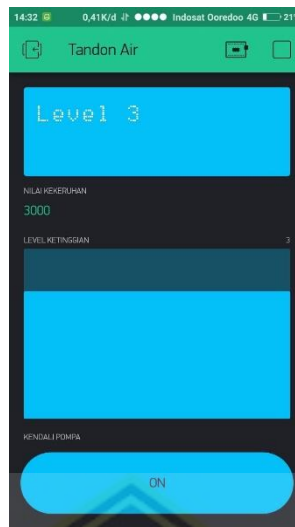 14:32 0,41K/d Indosat Ooredoo 4G 21
Tandon Air
Level 3
NILAI KEKERUHAN
3000
LEVEL KETINGGIAN 3
KENDALI POMPA
ON